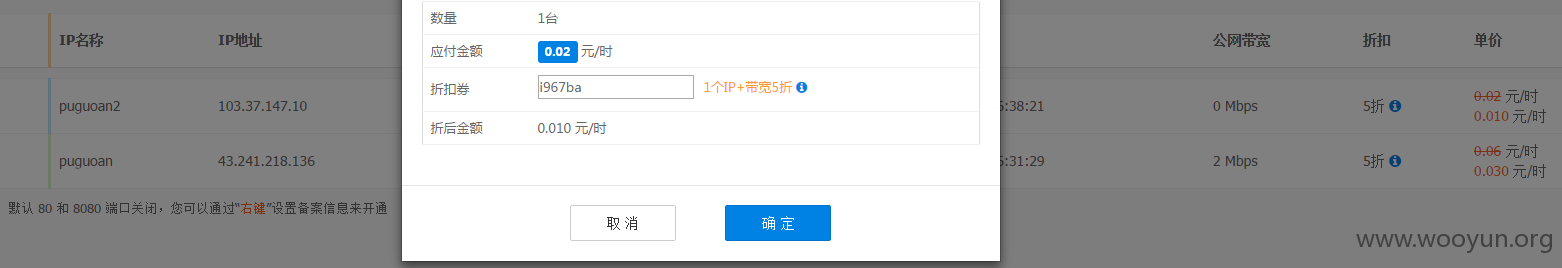 数量 1台
应付金额 0.02 元/时
折扣券 i967ba 1个IP+带宽5折
折后金额 0.010 元/时
取 消 确 定
IP名称 IP地址 公网带宽 折扣 单价
puguoan2 103.37.147.10 5:38:21 0 Mbps 5折 0.02 元/时
0.010 元/时
puguoan 43.241.218.136 5:31:29 2 Mbps 5折 0.06 元/时
0.030 元/时
默认 80 和 8080 端口关闭，您可以通过“右键”设置备案信息来开通
www.wooyun.org